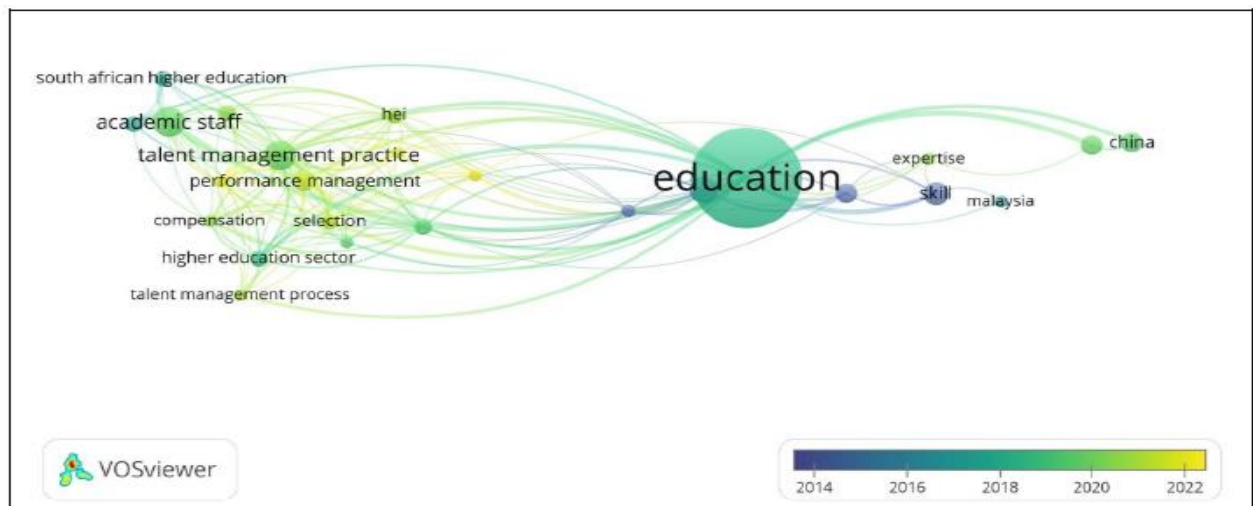 south african higher education
academic staff
hei
talent management practice
performance management
compensation
selection
higher education sector
talent management process
education
expertise
skill
malaysia
china
VOSviewer
2014 2016 2018 2020 2022